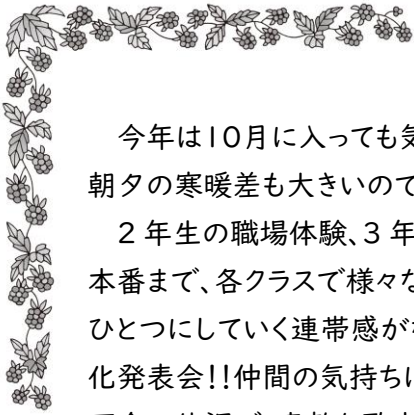 今年は10月に入っても気
朝夕の寒暖差も大きいので
2年生の職場体験、3年
本番まで、各クラスで様々な
ひとつにしていく連帯感が
化発表会!!仲間の気持ちに